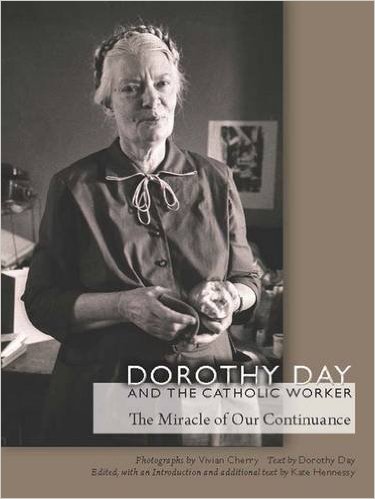 DOROTHY DAY
AND THE CATHOLIC WORKER
The Miracle of Our Continuance
Photographs by Vivian Cherry Text by Dorothy Day
Edited, with an Introduction and additional text by Kate Hennessy